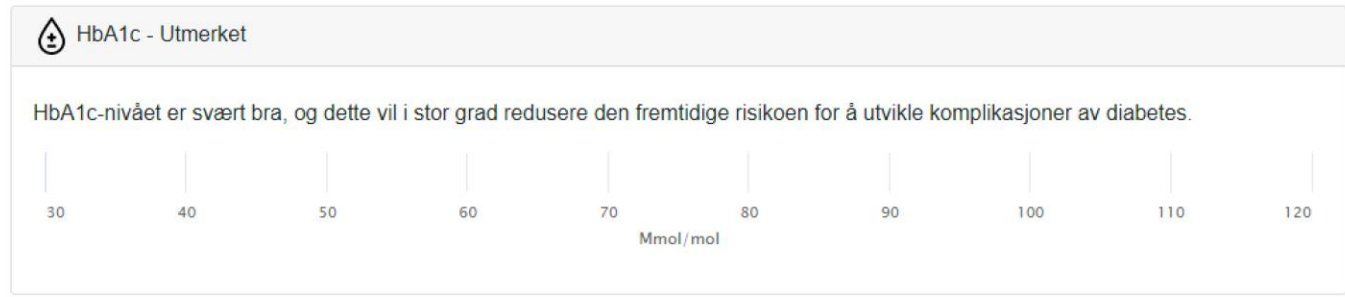 HbA1c - Utmerket
HbA1c-nivået er svært bra, og dette vil i stor grad redusere den fremtidige risikoen for å utvikle komplikasjoner av diabetes.
30 40 50 60 70 80 90 100 110 120
Mmol/mol